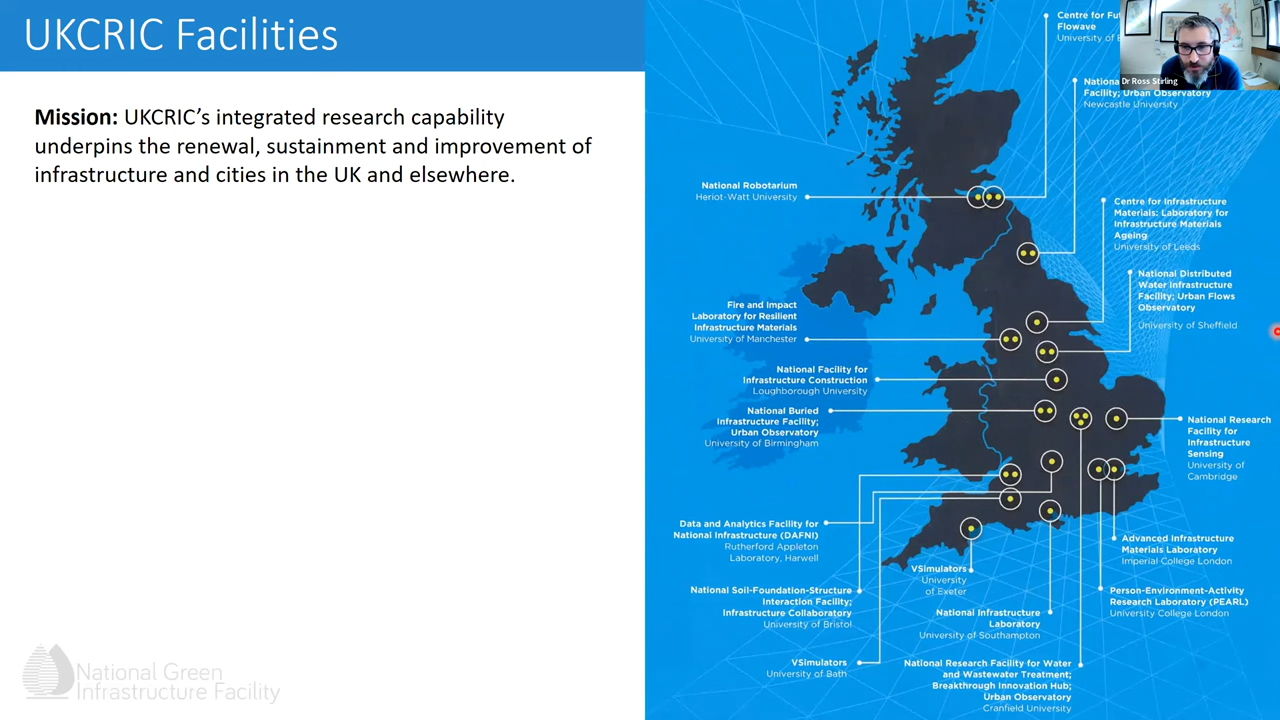 UKCRIC Facilities
Mission: UKCRIC’s integrated research capability
underpins the renewal, sustainment and improvement of
infrastructure and cities in the UK and elsewhere.
Centre for
Flowave
University of
Dr Ross Stirling
Facility; Urban Observatory
Newcastle University
National Robotarium
Heriot-Watt University
Centre for Infrastructure
Materials; Laboratory for
Infrastructure Materials
Ageing
University of Leeds
National Distributed
Water Infrastructure
Facility; Urban Flows
Observatory
University of Sheffield
Fire and Impact
Laboratory for Resilient
Infrastructure Materials
University of Manchester
National Facility for
Infrastructure Construction
Loughborough University
National Buried
Infrastructure Facility;
Urban Observatory
University of Birmingham
National Research
Facility for
Infrastructure
Sensing
University of
Cambridge
Data and Analytics Facility for
National Infrastructure (DAFNI)
Rutherford Appleton
Laboratory, Harwell
Advanced Infrastructure
Materials Laboratory
Imperial College London
VSimulators
University
of Exeter
National Soil-Foundation-Structure
Interaction Facility;
Infrastructure Collaboratory
University of Bristol
Person-Environment-Activity
Research Laboratory (PEARL)
University College London
National Infrastructure
Laboratory
University of Southampton
VSimulators
University of Bath
National Research Facility for Water
and Wastewater Treatment;
Breakthrough Innovation Hub;
Urban Observatory
Cranfield University
National Green
Infrastructure Facility